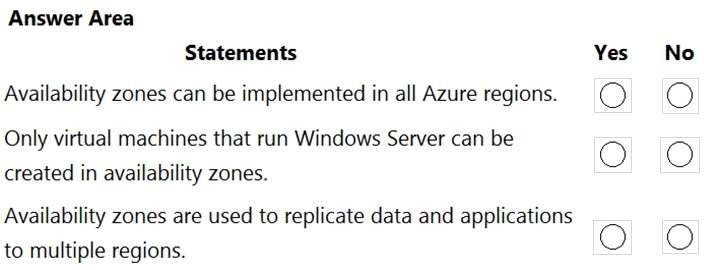 Answer Area
Statements Yes No
Availability zones can be implemented in all Azure regions.
Only virtual machines that run Windows Server can be
created in availability zones.
Availability zones are used to replicate data and applications
to multiple regions.